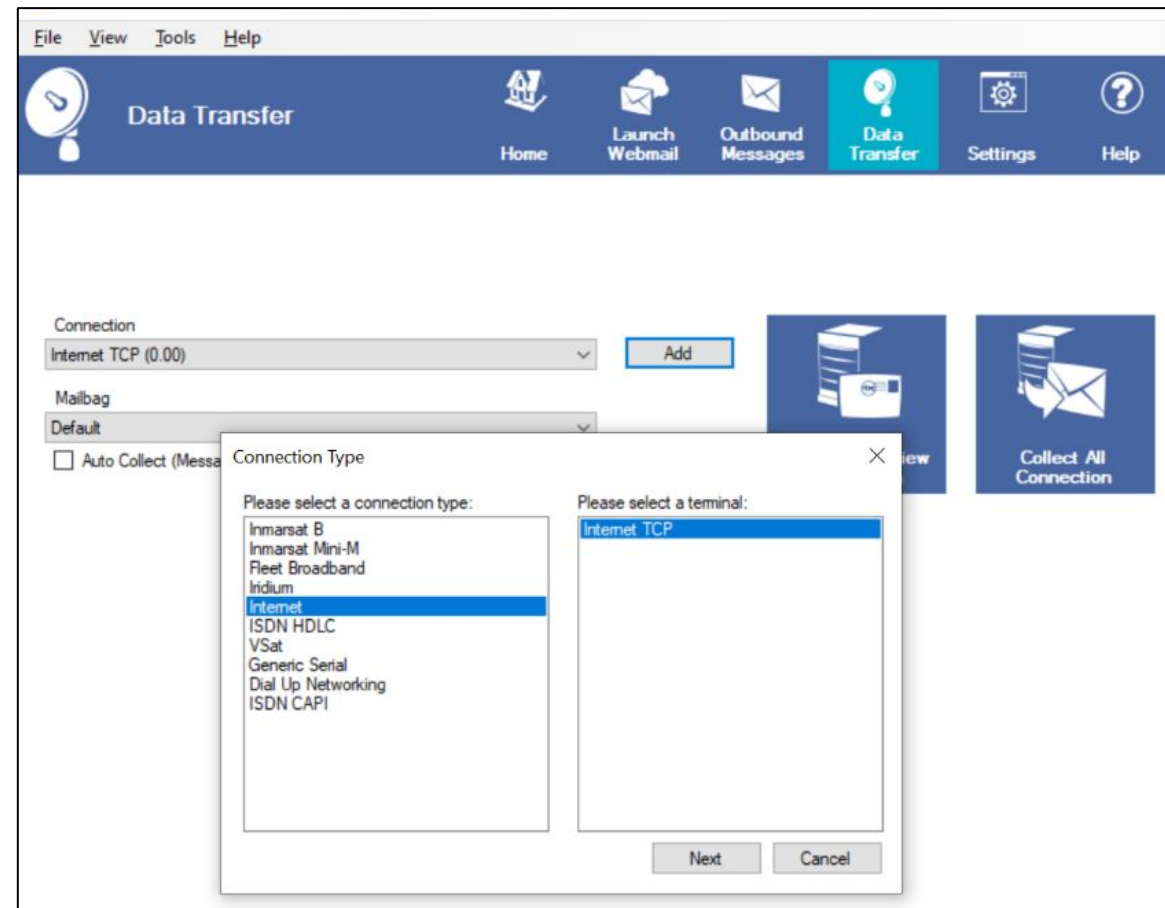 File View Tools Help
Data Transfer
Home
Launch
Webmail
Outbound
Messages
Data
Transfer
Settings
Help
Connection
Internet TCP (0.00)
Add
Mailbag
Default
Auto Collect
Collect All
Connection
Connection Type
Please select a connection type:
Inmarsat B
Inmarsat Mini-M
Fleet Broadband
Iridium
Internet
ISDN HDLC
VSat
Generic Serial
Dial Up Networking
ISDN CAPI
Please select a terminal:
Internet TCP
Next Cancel